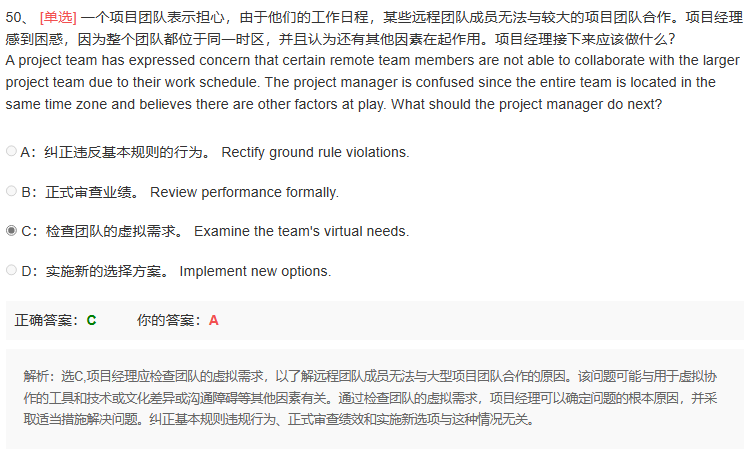 50、 [单选] 一个项目团队表示担心，由于他们的工作日程，某些远程团队成员无法与较大的项目团队合作。项目经理
感到困惑，因为整个团队都位于同一时区，并且认为还有其他因素在起作用。项目经理接下来应该做什么？
A project team has expressed concern that certain remote team members are not able to collaborate with the larger
project team due to their work schedule. The project manager is confused since the entire team is located in the
same time zone and believes there are other factors at play. What should the project manager do next?
A：纠正违反基本规则的行为。 Rectify ground rule violations.
B：正式审查业绩。 Review performance formally.
C：检查团队的虚拟需求。 Examine the team's virtual needs.
D：实施新的选择方案。 Implement new options.
正确答案：C 你的答案：A
解析：选C,项目经理应检查团队的虚拟需求，以了解远程团队成员无法与大型项目团队合作的原因。该问题可能与用于虚拟协
作的工具和技术或文化差异或沟通障碍等其他因素有关。通过检查团队的虚拟需求，项目经理可以确定问题的根本原因，并采
取适当措施解决问题。纠正基本规则违规行为、正式审查绩效和实施新选项与这种情况无关。